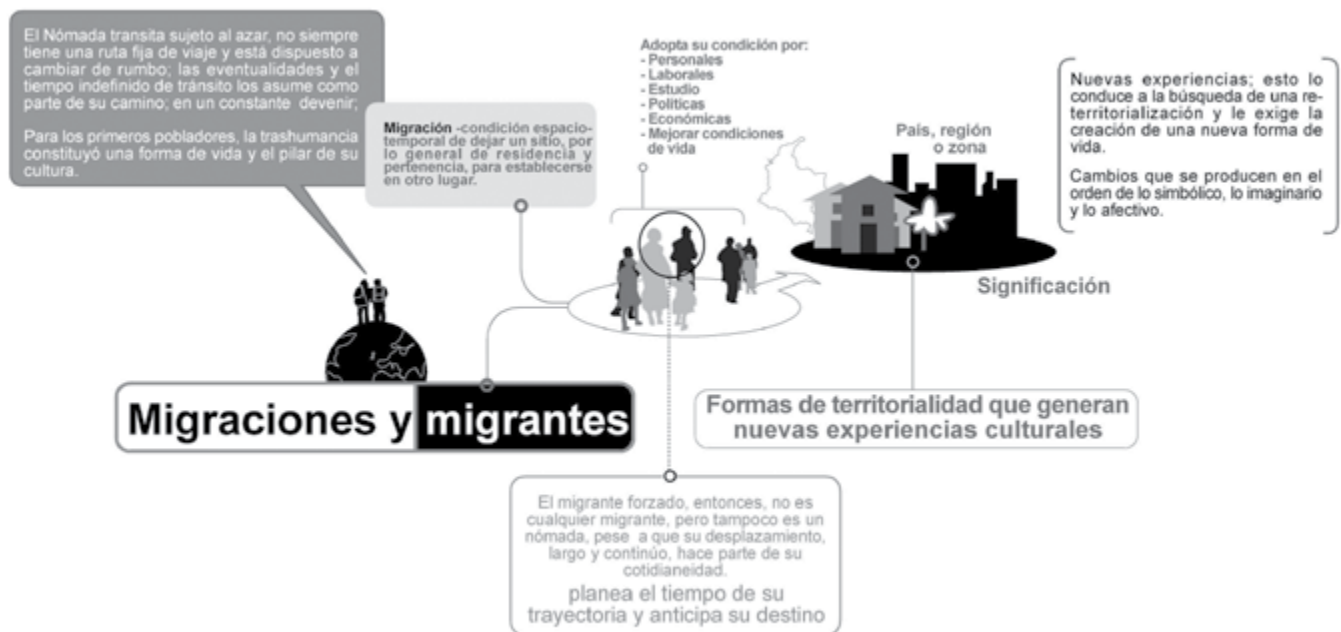 El Nómada transita sujeto al azar, no siempre
tiene una ruta fija de viaje y está dispuesto a
cambiar de rumbo; las eventualidades y el
tiempo indefinido de tránsito los asume como
parte de su camino; en un constante devenir;
Para los primeros pobladores, la trashumancia
constituyó una forma de vida y el pilar de su
cultura.
Migración -condición espacio-
temporal de dejar un sitio, por
lo general de residencia y
pertenencia, para establecerse
en otro lugar.
Adopta su condición por:
- Personales
- Laborales
- Estudio
- Políticas
- Económicas
- Mejorar condiciones
de vida
País, región
o zona
Nuevas experiencias; esto lo
conduce a la búsqueda de una re-
territorialización y le exige la
creación de una nueva forma de
vida.
Cambios que se producen en el
orden de lo simbólico, lo imaginario
y lo afectivo.
Significación
Migraciones y migrantes
Formas de territorialidad que generan
nuevas experiencias culturales
El migrante forzado, entonces, no es
cualquier migrante, pero tampoco es un
nómada, pese a que su desplazamiento,
largo y continúo, hace parte de su
cotidianeidad.
planea el tiempo de su
trayectoria y anticipa su destino